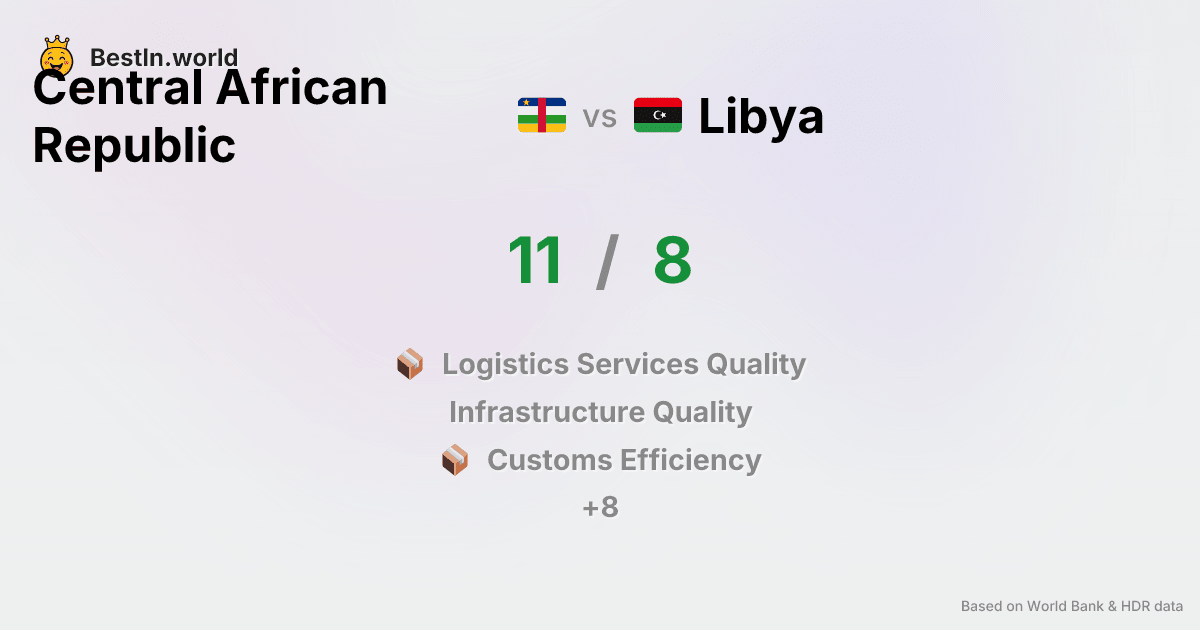 BestIn.world
Central African
Republic
vs
Libya
11 / 8
Logistics Services Quality
Infrastructure Quality
Customs Efficiency
+8
Based on World Bank & HDR data